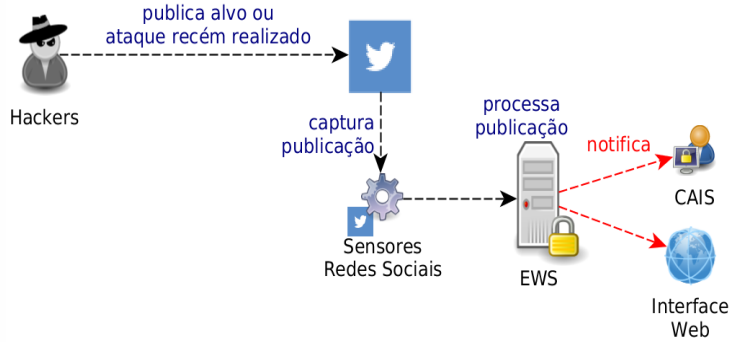 publica alvo ou
ataque recém realizado
Hackers
captura
publicação
processa
publicação
notifica
CAIS
Sensores
Redes Sociais
EWS
Interface
Web